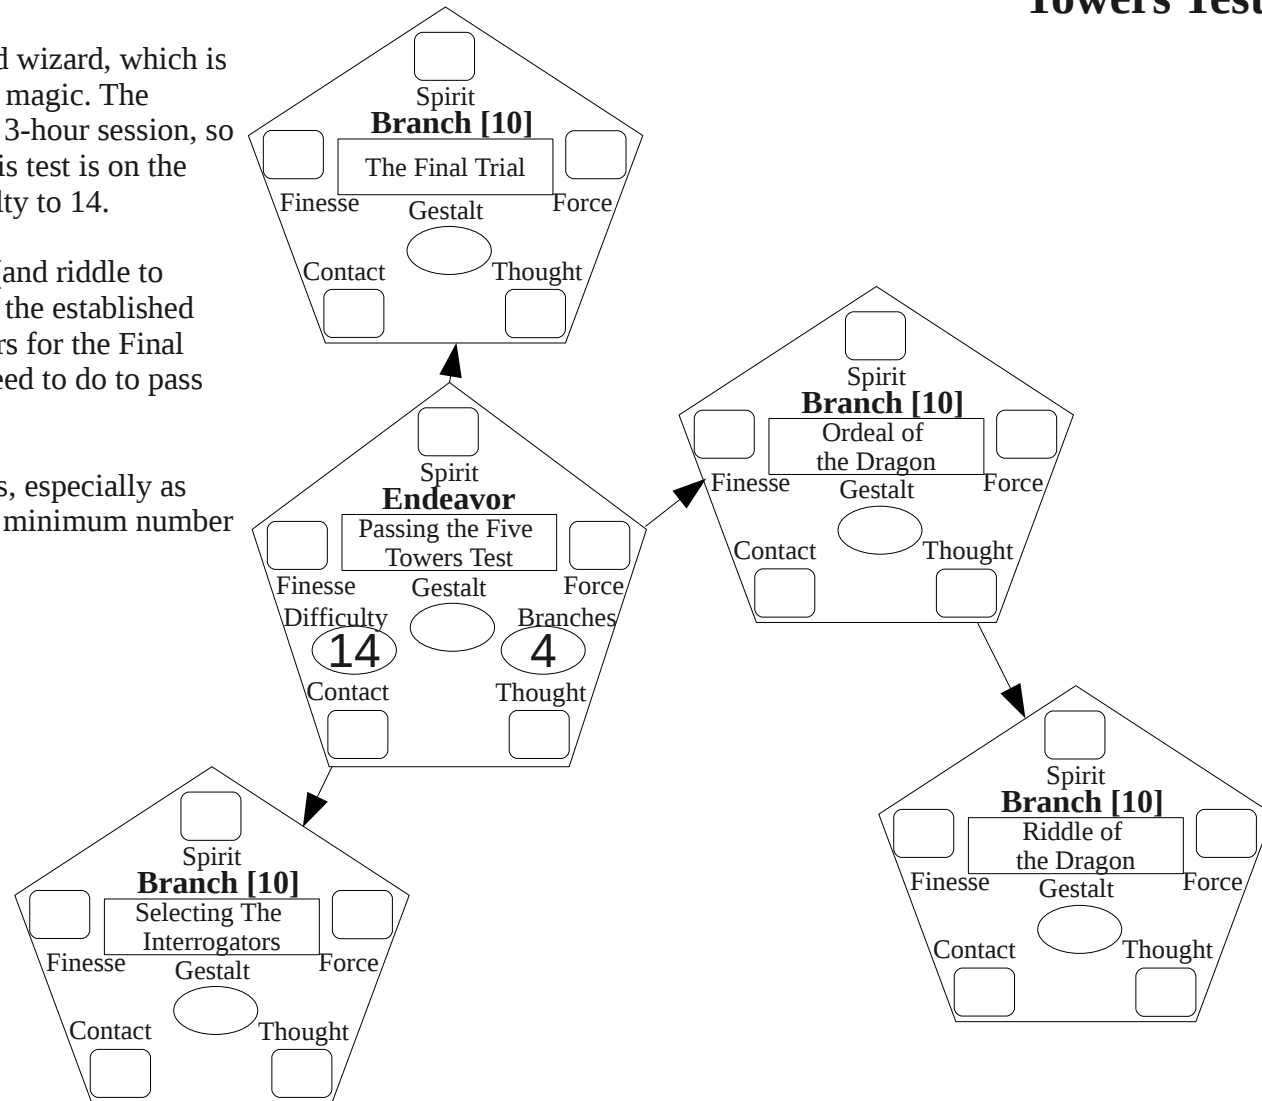 Towers Test
d wizard, which is
magic. The
3-hour session, so
is test is on the
lty to 14.
and riddle to
the established
rs for the Final
eed to do to pass
s, especially as
minimum number
Spirit
Branch [10]
The Final Trial
Finesse
Force
Gestalt
Contact
Thought
Spirit
Branch [10]
Ordeal of
the Dragon
Finesse
Force
Gestalt
Contact
Thought
Spirit
Endeavor
Passing the Five
Towers Test
Finesse
Force
Gestalt
Difficulty
Branches
14
4
Contact
Thought
Spirit
Branch [10]
Riddle of
the Dragon
Finesse
Force
Gestalt
Contact
Thought
Spirit
Branch [10]
Selecting The
Interrogators
Finesse
Force
Gestalt
Contact
Thought